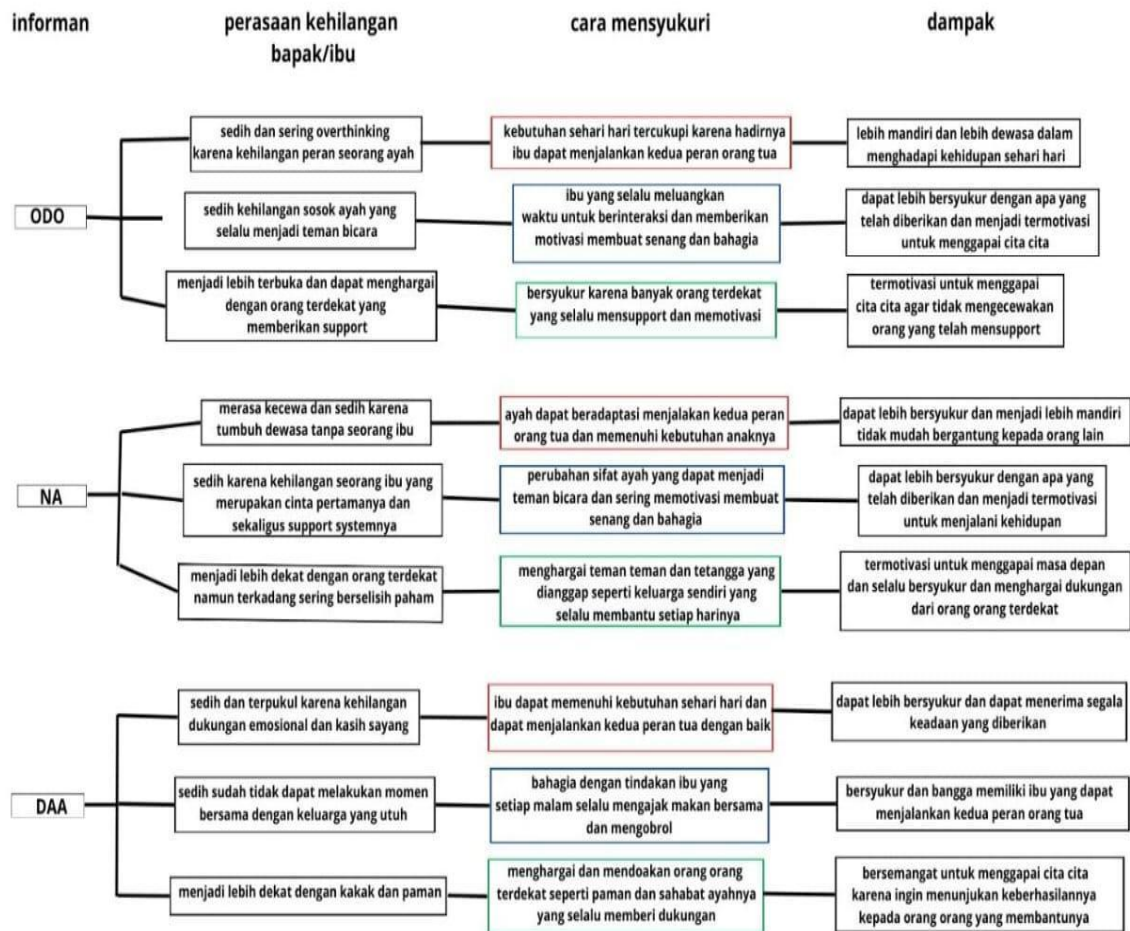 informan
perasaan kehilangan
bapak/ibu
cara mensyukuri
dampak
ODO
sedih dan sering overthinking
karena kehilangan peran seorang ayah
kebutuhan sehari hari tercukupi karena hadirnya
ibu dapat menjalankan kedua peran orang tua
lebih mandiri dan lebih dewasa dalam
menghadapi kehidupan sehari hari
sedih kehilangan sosok ayah yang
selalu menjadi teman bicara
ibu yang selalu meluangkan
waktu untuk berinteraksi dan memberikan
motivasi membuat senang dan bahagia
dapat lebih bersyukur dengan apa yang
telah diberikan dan menjadi termotivasi
untuk menggapai cita cita
menjadi lebih terbuka dan dapat menghargai
dengan orang terdekat yang
memberikan support
bersyukur karena banyak orang terdekat
yang selalu mensupport dan memotivasi
termotivasi untuk menggapai
cita cita agar tidak mengecewakan
orang yang telah mensupport
NA
merasa kecewa dan sedih karena
tumbuh dewasa tanpa seorang ibu
ayah dapat beradaptasi menjalakan kedua peran
orang tua dan memenuhi kebutuhan anaknya
dapat lebih bersyukur dan menjadi lebih mandiri
tidak mudah bergantung kepada orang lain
sedih karena kehilangan seorang ibu yang
merupakan cinta pertamanya dan
sekaligus support systemnya
perubahan sifat ayah yang dapat menjadi
teman bicara dan sering memotivasi membuat
senang dan bahagia
dapat lebih bersyukur dengan apa yang
telah diberikan dan menjadi termotivasi
untuk menjalani kehidupan
menjadi lebih dekat dengan orang terdekat
namun terkadang sering berselisih paham
menghargai teman teman dan tetangga yang
dianggap seperti keluarga sendiri yang
selalu membantu setiap harinya
termotivasi untuk menggapai masa depan
dan selalu bersyukur dan menghargai dukungan
dari orang orang terdekat
DAA
sedih dan terpukul karena kehilangan
dukungan emosional dan kasih sayang
ibu dapat memenuhi kebutuhan sehari hari dan
dapat menjalankan kedua peran tua dengan baik
dapat lebih bersyukur dan dapat menerima segala
keadaan yang diberikan
sedih sudah tidak dapat melakukan momen
bersama dengan keluarga yang utuh
bahagia dengan tindakan ibu yang
setiap malam selalu mengajak makan bersama
dan mengobrol
bersyukur dan bangga memiliki ibu yang dapat
menjalankan kedua peran orang tua
menjadi lebih dekat dengan kakak dan paman
menghargai dan mendoakan orang orang
terdekat seperti paman dan sahabat ayahnya
yang selalu memberi dukungan
bersemangat untuk menggapai cita cita
karena ingin menunjukan keberhasilannya
kepada orang orang yang membantunya